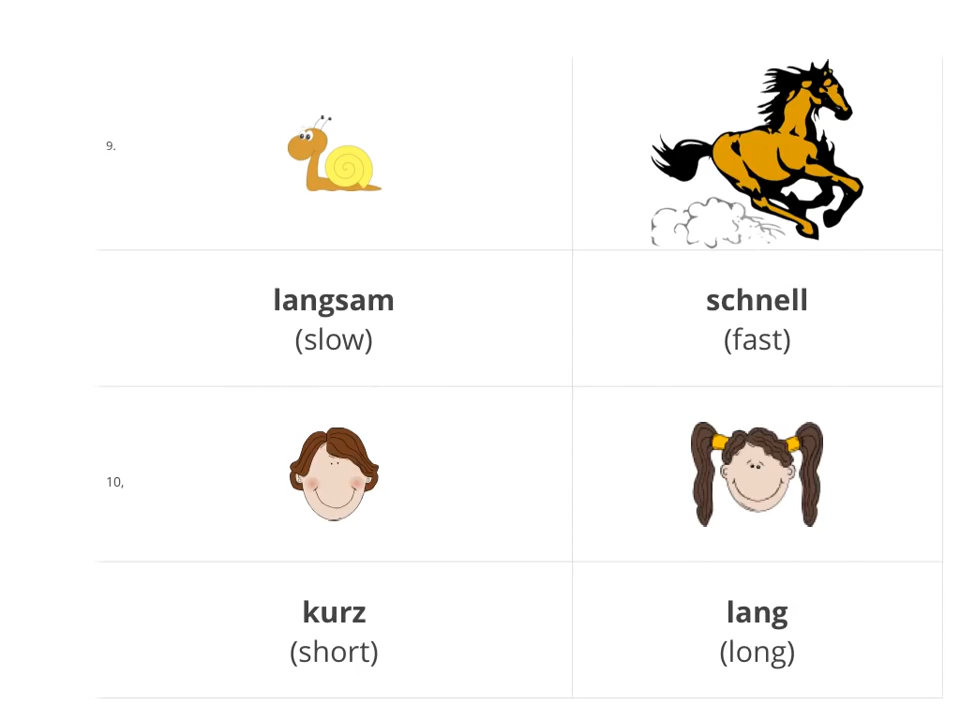 9.
langsam
(slow)
schnell
(fast)
10,
kurz
(short)
lang
(long)